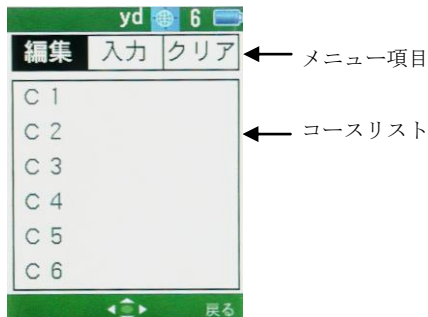 yd 6
編集 入力 クリア
メニュー項目
C 1
C 2
コースリスト
C 3
C 4
C 5
C 6
戻る